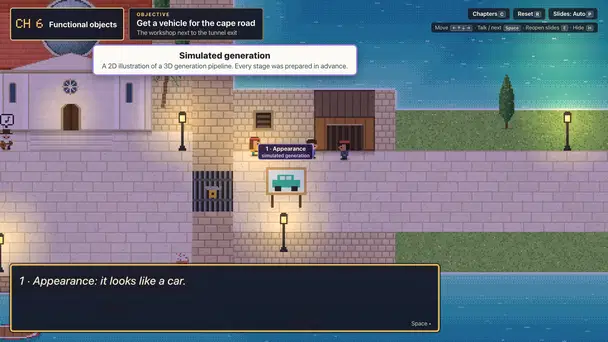 CH 6 Functional objects
OBJECTIVE
Get a vehicle for the cape road
The workshop next to the tunnel exit
Chapters C
Reset R
Slides: Auto P
Move ←↑↓→ · Talk / next Space · Reopen slides E · Hide H
Simulated generation
A 2D illustration of a 3D generation pipeline. Every stage was prepared in advance.
1 · Appearance
simulated generation
1 · Appearance: it looks like a car.
Space